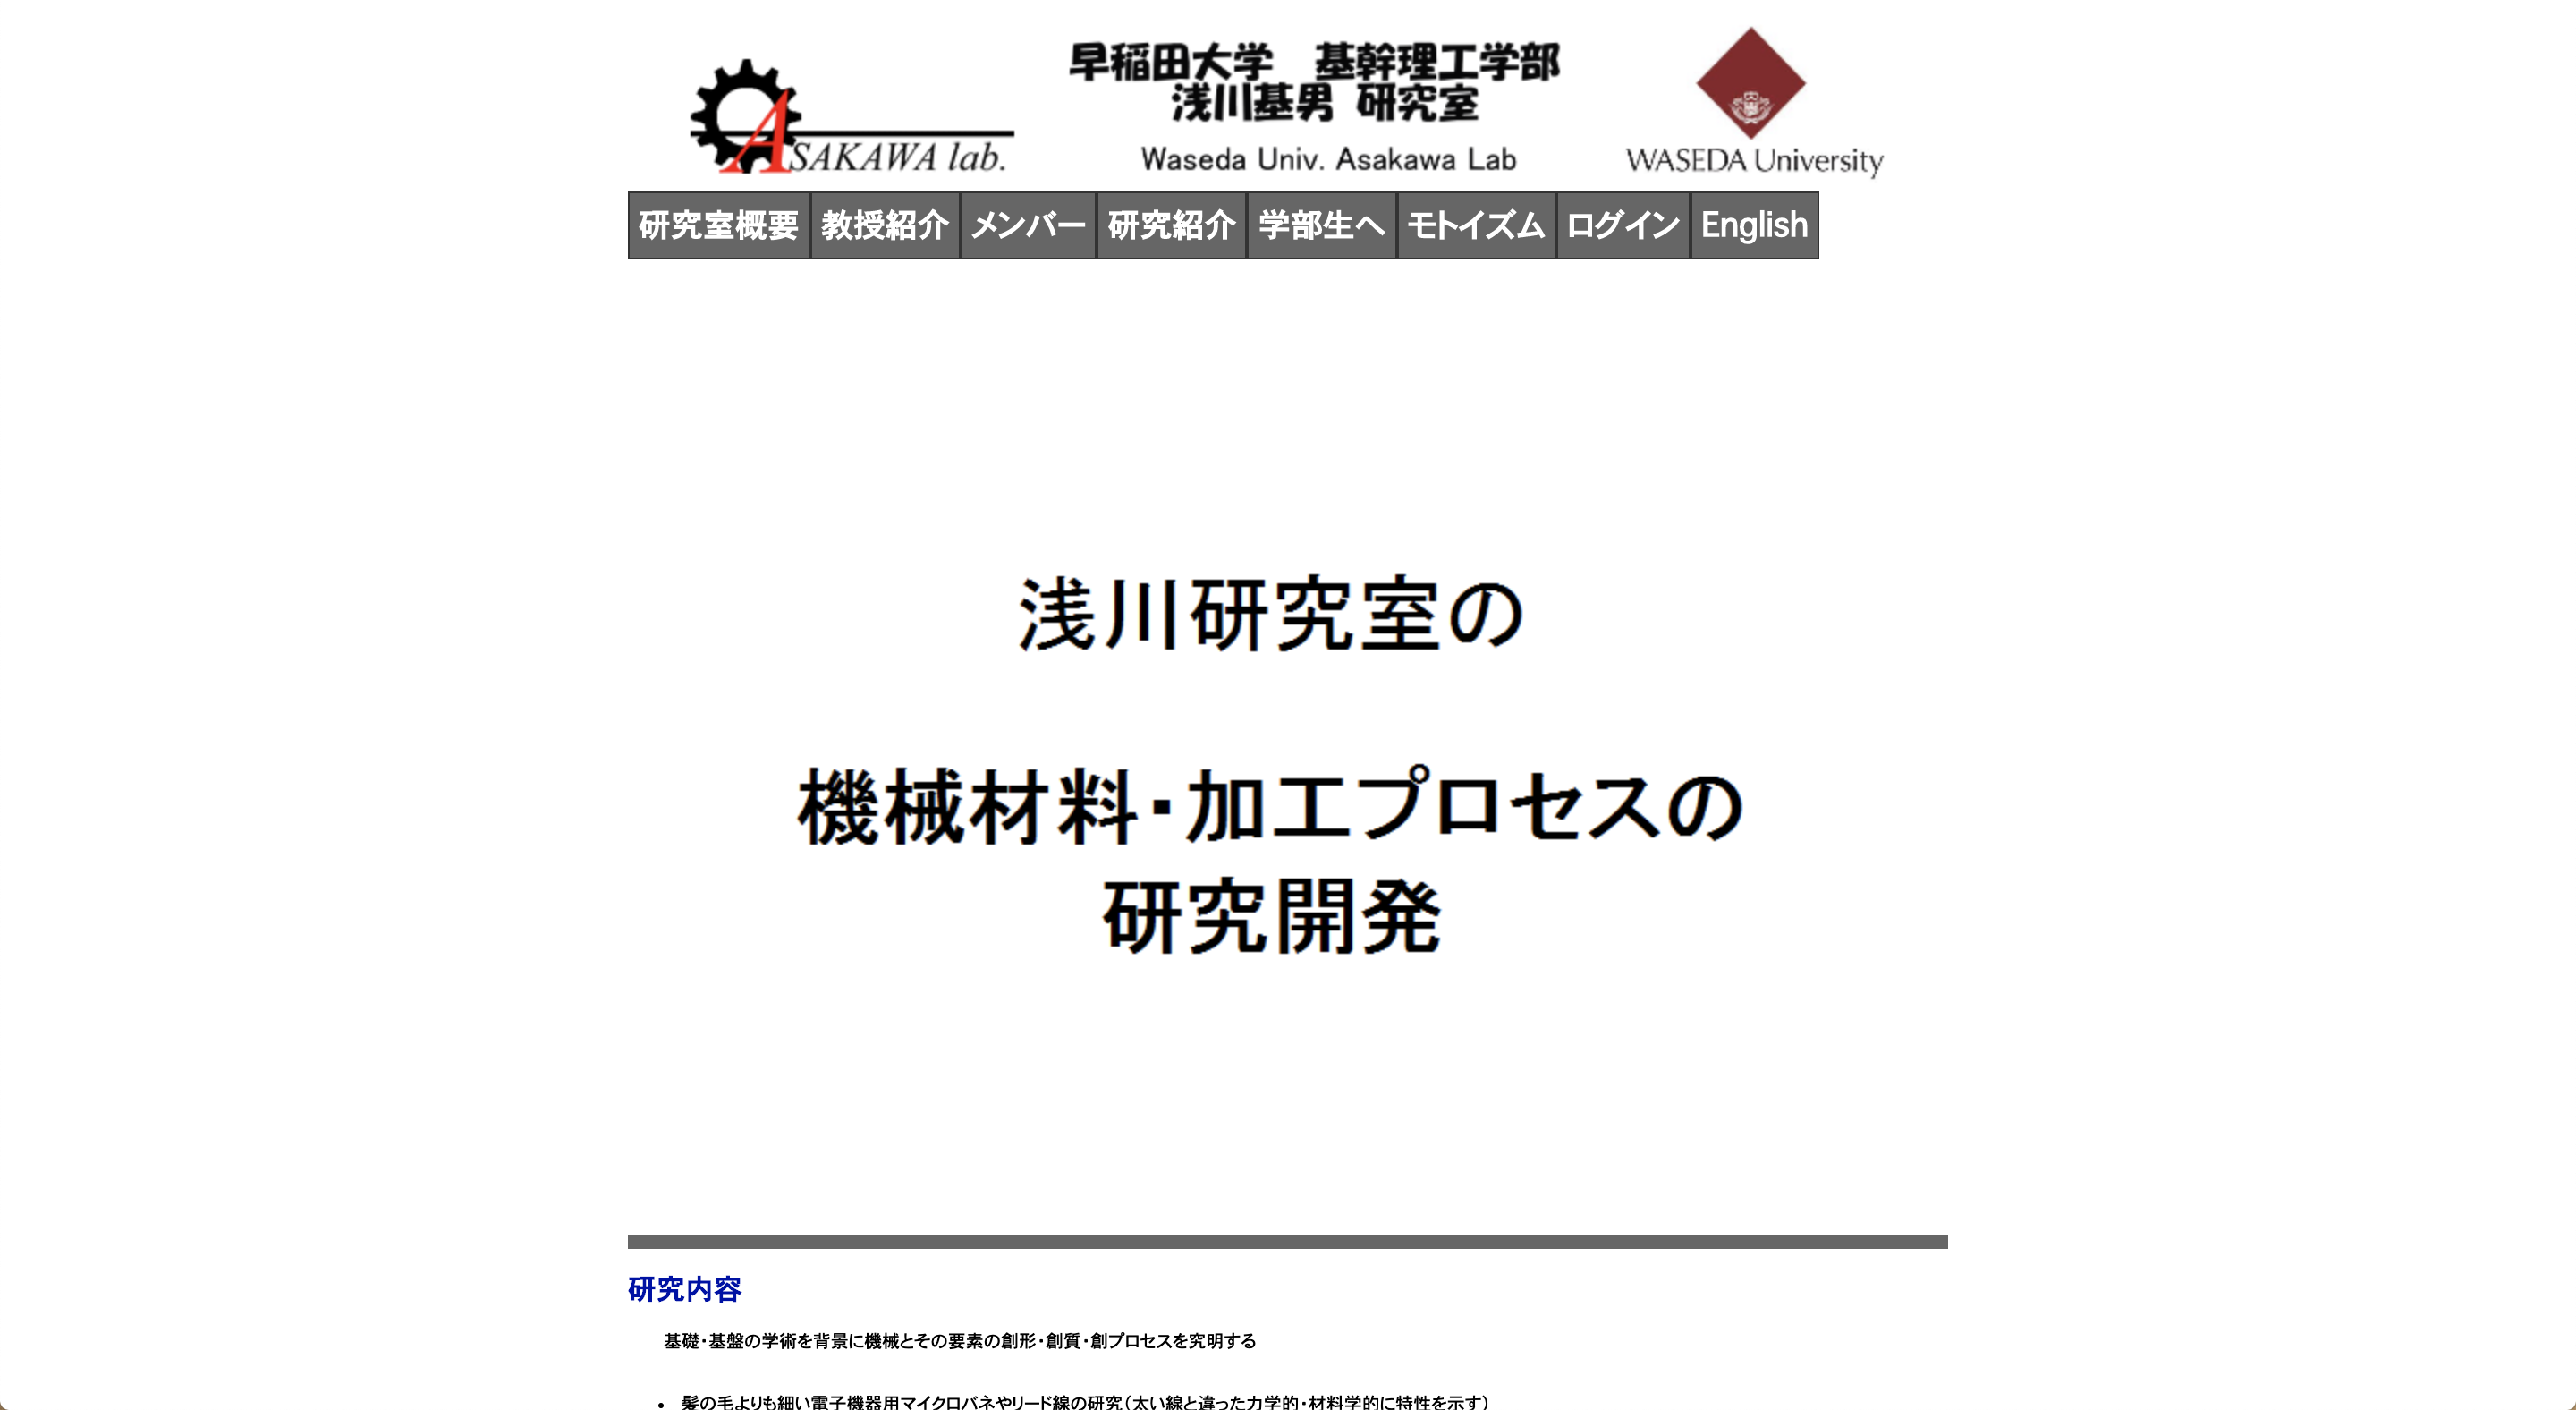 ASAKAWA lab.
早稲田大学　基幹理工学部
浅川基男 研究室
Waseda Univ. Asakawa Lab
WASEDA University
研究室概要 教授紹介 メンバー 研究紹介 学部生へ モトイズム ログイン English
浅川研究室の
機械材料・加工プロセスの
研究開発
研究内容
基礎・基盤の学術を背景に機械とその要素の創形・創質・創プロセスを究明する
• 髪の毛よりも細い電子機器用マイクロバネやリード線の研究（太い線と違った力学的・材料学的に特性を示す）